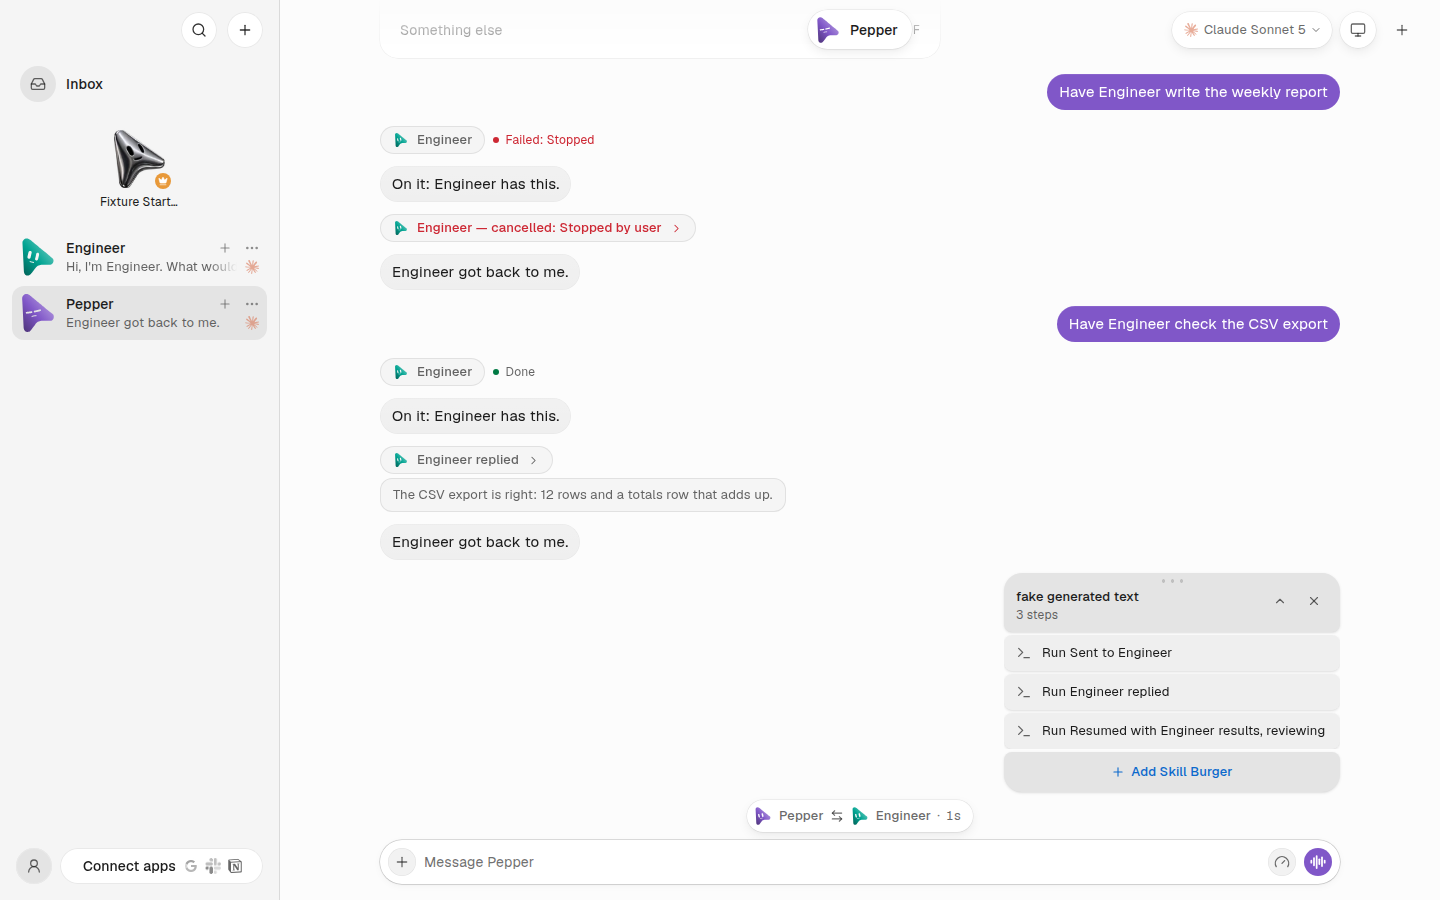 Inbox
Fixture Start...
Engineer
Hi, I'm Engineer. What woul
Pepper
Engineer got back to me.
Connect apps
Something else
Pepper
F
Claude Sonnet 5
Have Engineer write the weekly report
Engineer
Failed: Stopped
On it: Engineer has this.
Engineer — cancelled: Stopped by user
Engineer got back to me.
Have Engineer check the CSV export
Engineer
Done
On it: Engineer has this.
Engineer replied
The CSV export is right: 12 rows and a totals row that adds up.
Engineer got back to me.
fake generated text
3 steps
Run Sent to Engineer
Run Engineer replied
Run Resumed with Engineer results, reviewing
Add Skill Burger
Pepper Engineer · 1s
Message Pepper